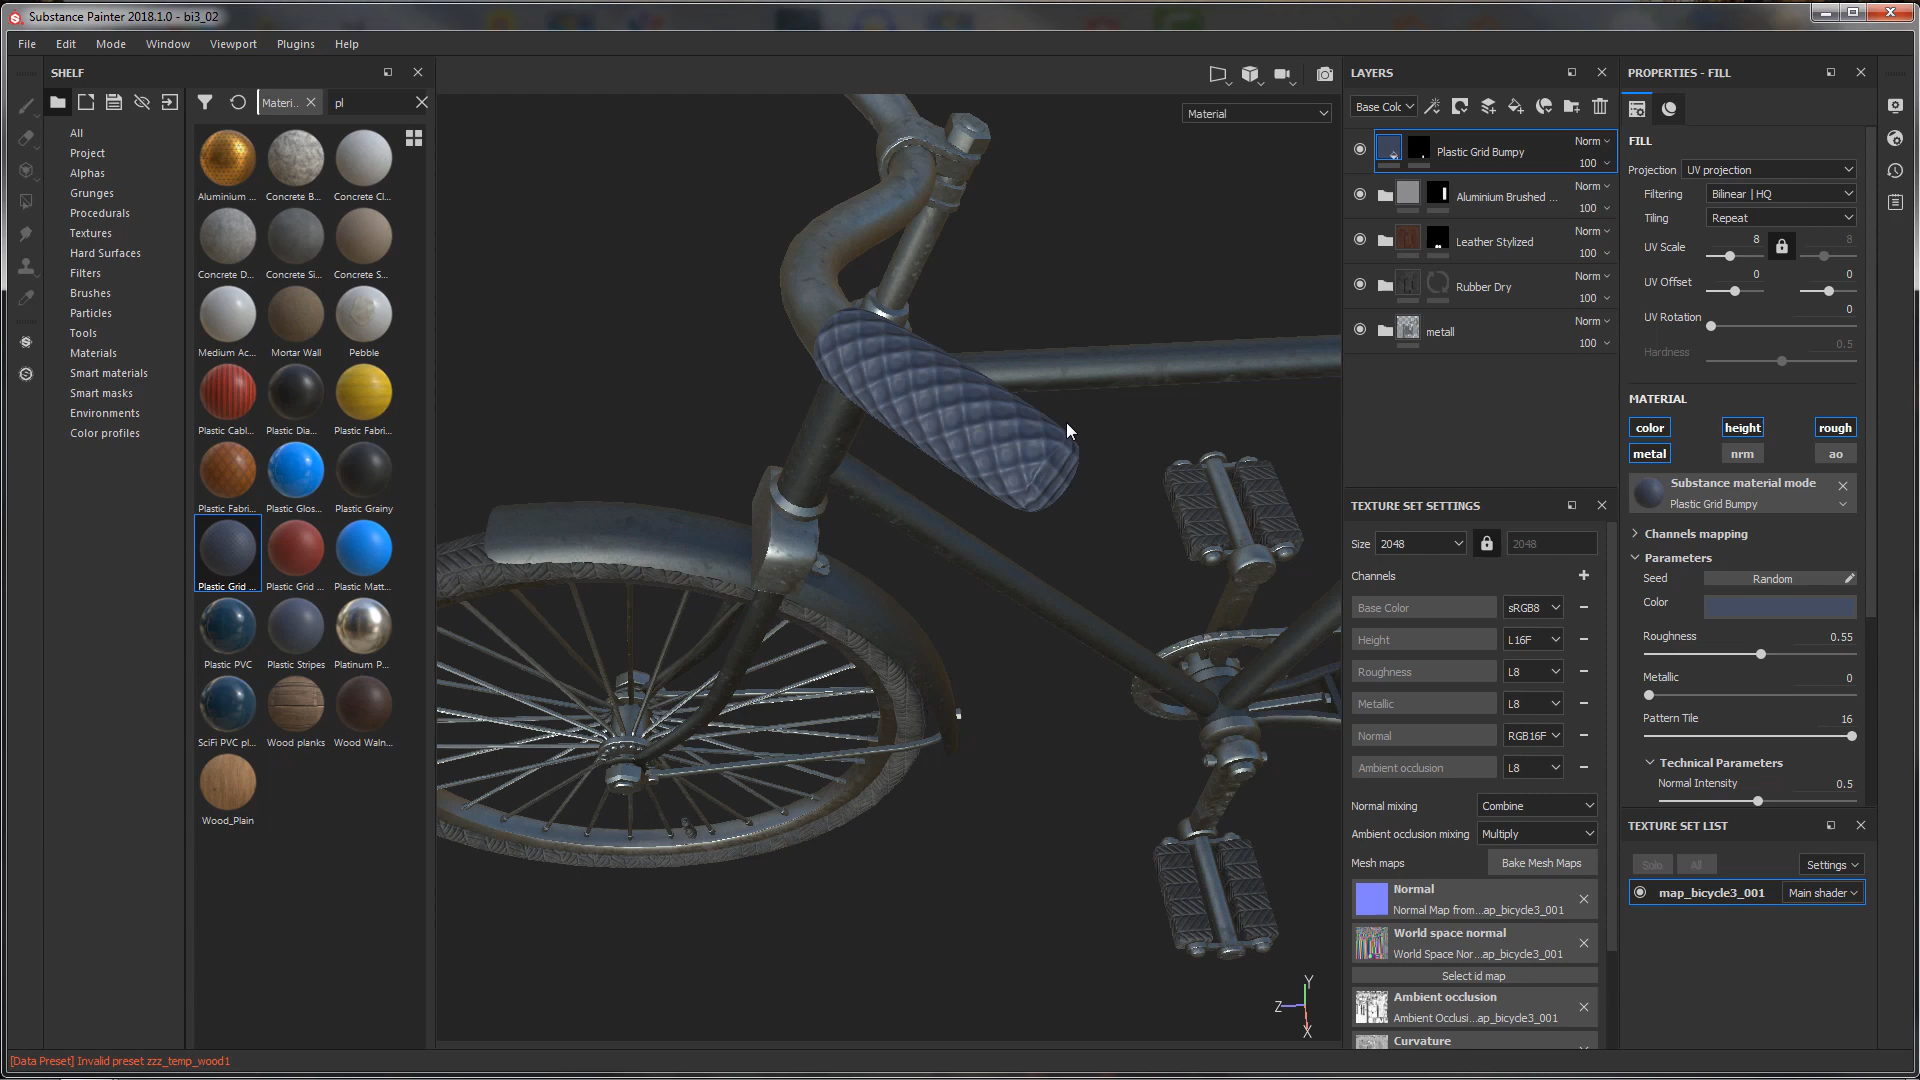 Substance Painter 2018.1.0 - bi3_02
File Edit Mode Window Viewport Plugins Help
SHELF
Materi.. pl
All
Project
Alphas
Grunges
Procedurals
Textures
Hard Surfaces
Filters
Brushes
Particles
Tools
Materials
Smart materials
Smart masks
Environments
Color profiles
Aluminium ... Concrete B... Concrete Cl...
Concrete D... Concrete Si... Concrete S...
Medium Ac... Mortar Wall Pebble
Plastic Cabl... Plastic Dia... Plastic Fabri...
Plastic Fabri... Plastic Glos... Plastic Grainy
Plastic Grid ... Plastic Grid ... Plastic Matt...
Plastic PVC Plastic Stripes Platinum P...
SciFi PVC pl... Wood planks Wood Waln...
Wood_Plain
Material
Y
Z
X
LAYERS
Base Colc
Plastic Grid Bumpy Norm
100
Aluminium Brushed ... Norm
100
Leather Stylized Norm
100
Rubber Dry Norm
100
metall Norm
100
TEXTURE SET SETTINGS
Size 2048 2048
Channels
Base Color sRGB8
Height L16F
Roughness L8
Metallic L8
Normal RGB16F
Ambient occlusion L8
Normal mixing Combine
Ambient occlusion mixing Multiply
Mesh maps Bake Mesh Maps
Normal
Normal Map from...ap_bicycle3_001
World space normal
World Space Nor...ap_bicycle3_001
Select id map
Ambient occlusion
Ambient Occlusi...ap_bicycle3_001
Curvature
PROPERTIES - FILL
FILL
Projection UV projection
Filtering Bilinear | HQ
Tiling Repeat
UV Scale 8 8
UV Offset 0 0
UV Rotation 0
Hardness 0.5
MATERIAL
color height rough
metal nrm ao
Substance material mode
Plastic Grid Bumpy
Channels mapping
Parameters
Seed Random
Color
Roughness 0.55
Metallic 0
Pattern Tile 16
Technical Parameters
Normal Intensity 0.5
TEXTURE SET LIST
Solo All Settings
map_bicycle3_001 Main shader
[Data Preset] Invalid preset zzz_temp_wood1